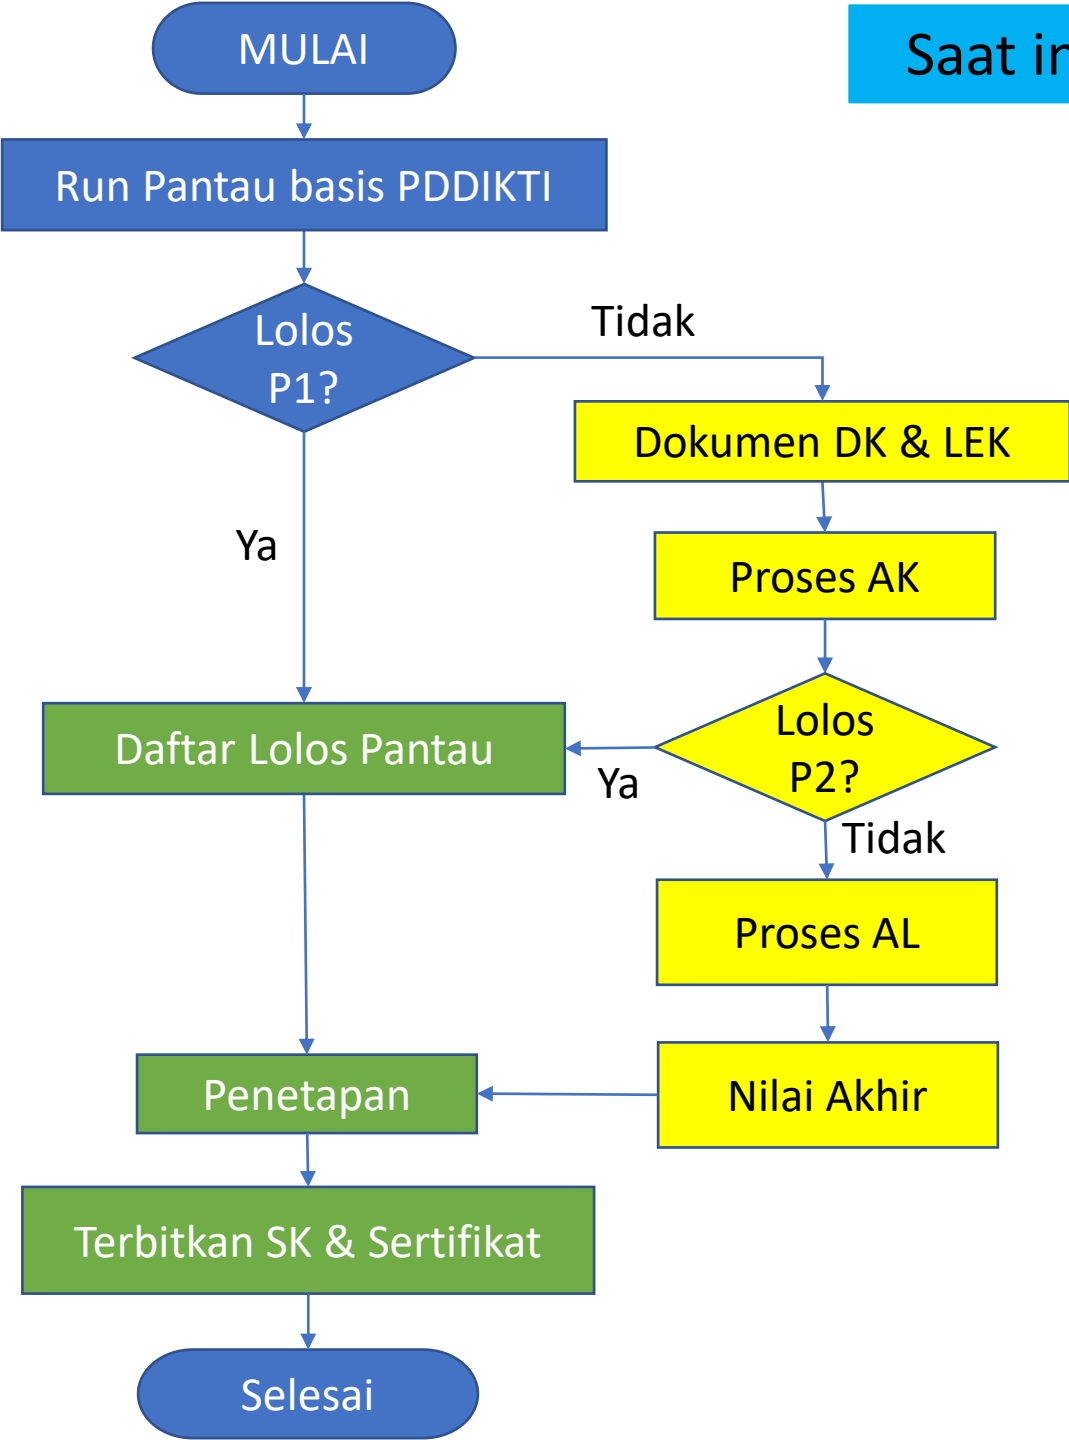 MULAI
Saat in
Run Pantau basis PDDIKTI
Lolos
P1?
Tidak
Dokumen DK & LEK
Ya
Proses AK
Lolos
P2?
Daftar Lolos Pantau
Ya
Tidak
Proses AL
Penetapan
Nilai Akhir
Terbitkan SK & Sertifikat
Selesai